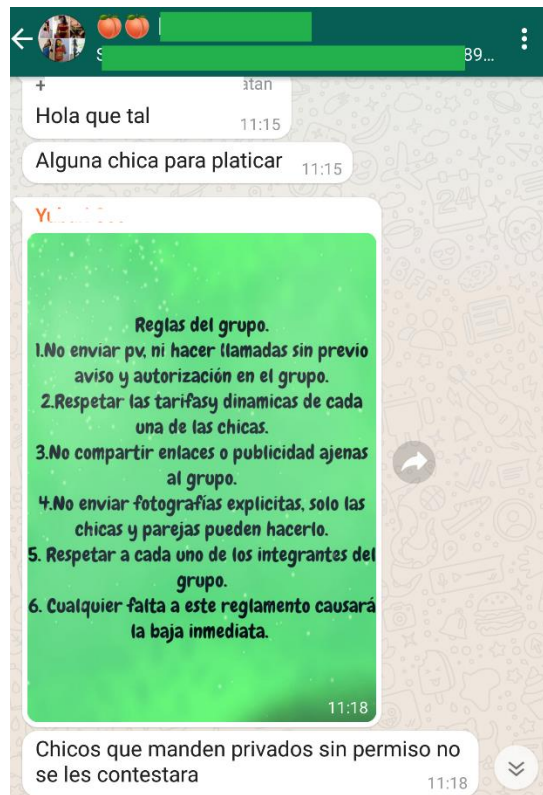 89...
+
atan
Hola que tal
11:15
Alguna chica para platicar 11:15
Reglas del grupo.
1.No enviar pv, ni hacer llamadas sin previo
aviso y autorización en el grupo.
2.Respetar las tarifasy dinamicas de cada
una de las chicas.
3.No compartir enlaces o publicidad ajenas
al grupo.
4.No enviar fotografías explicitas, solo las
chicas y parejas pueden hacerlo.
5. Respetar a cada uno de los integrantes del
grupo.
6. Cualquier falta a este reglamento causará
la baja inmediata.
11:18
Chicos que manden privados sin permiso no
se les contestara
11:18